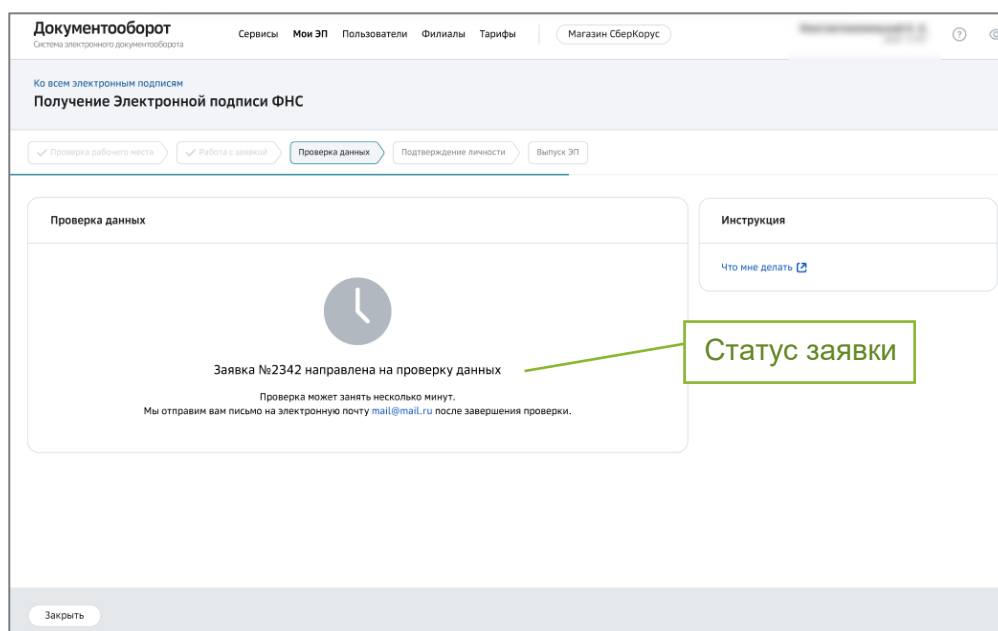 Документооборот
Система электронного документооборота
Сервисы Мои ЭП Пользователи Филиалы Тарифы Магазин СберКорус
Ко всем электронным подписям
Получение Электронной подписи ФНС
Проверка рабочего места Работа с заявкой Проверка данных Подтверждение личности Выпуск ЭП
Проверка данных
Инструкция
Что мне делать
Статус заявки
Заявка №2342 направлена на проверку данных
Проверка может занять несколько минут.
Мы отправим вам письмо на электронную почту mail@mail.ru после завершения проверки.
Закрыть